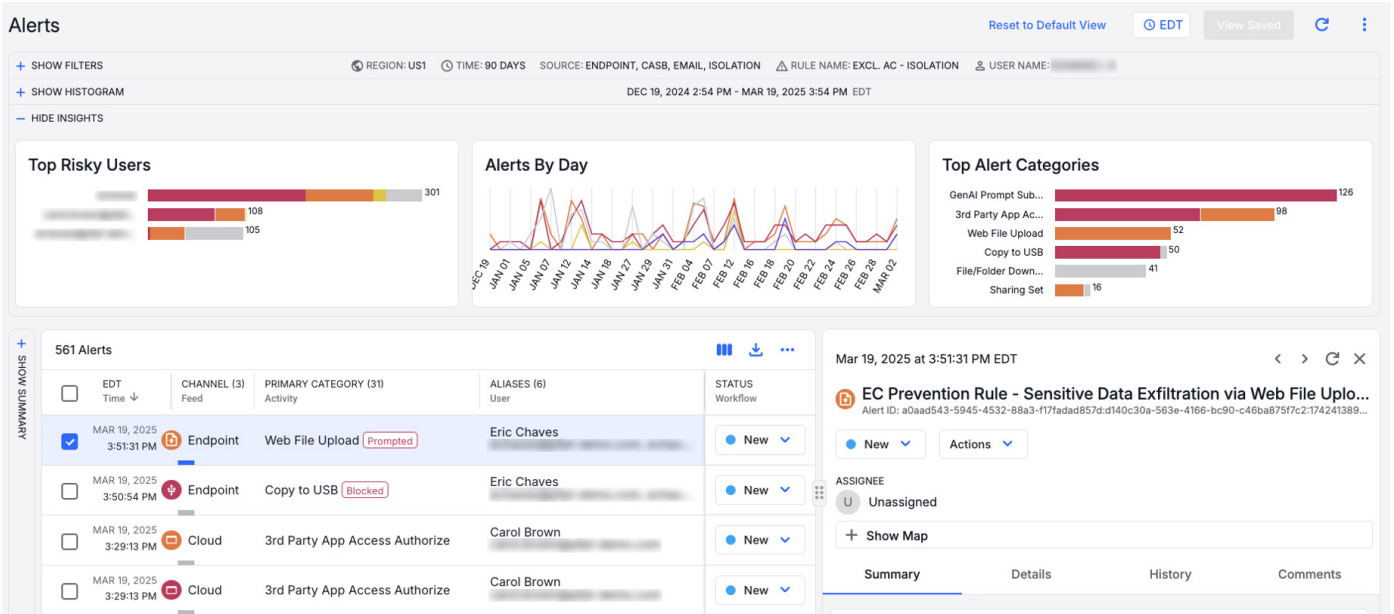 Alerts
Reset to Default View
EDT
View Saved
SHOW FILTERS
REGION: US1
TIME: 90 DAYS
SOURCE: ENDPOINT, CASB, EMAIL, ISOLATION
RULE NAME: EXCL. AC - ISOLATION
USER NAME:
SHOW HISTOGRAM
DEC 19, 2024 2:54 PM - MAR 19, 2025 3:54 PM EDT
HIDE INSIGHTS
Top Risky Users
301
108
105
Alerts By Day
DEC 19
JAN 01
JAN 05
JAN 07
JAN 12
JAN 14
JAN 18
JAN 27
JAN 29
JAN 31
FEB 04
FEB 07
FEB 12
FEB 16
FEB 18
FEB 20
FEB 22
FEB 24
FEB 26
FEB 28
MAR 02
Top Alert Categories
GenAI Prompt Sub... 126
3rd Party App Ac... 98
Web File Upload 52
Copy to USB 50
File/Folder Down... 41
Sharing Set 16
SHOW SUMMARY
561 Alerts
EDT
Time
CHANNEL (3)
Feed
PRIMARY CATEGORY (31)
Activity
ALIASES (6)
User
STATUS
Workflow
MAR 19, 2025
3:51:31 PM
Endpoint
Web File Upload
Prompted
Eric Chaves
New
MAR 19, 2025
3:50:54 PM
Endpoint
Copy to USB
Blocked
Eric Chaves
New
MAR 19, 2025
3:29:13 PM
Cloud
3rd Party App Access Authorize
Carol Brown
New
MAR 19, 2025
3:29:13 PM
Cloud
3rd Party App Access Authorize
Carol Brown
New
Mar 19, 2025 at 3:51:31 PM EDT
EC Prevention Rule - Sensitive Data Exfiltration via Web File Uplo...
Alert ID: a0aad543-5945-4532-88a3-f17fadad857d:d140c30a-563e-4166-bc90-c46ba875f7c2:174241389...
New
Actions
ASSIGNEE
U
Unassigned
Show Map
Summary
Details
History
Comments